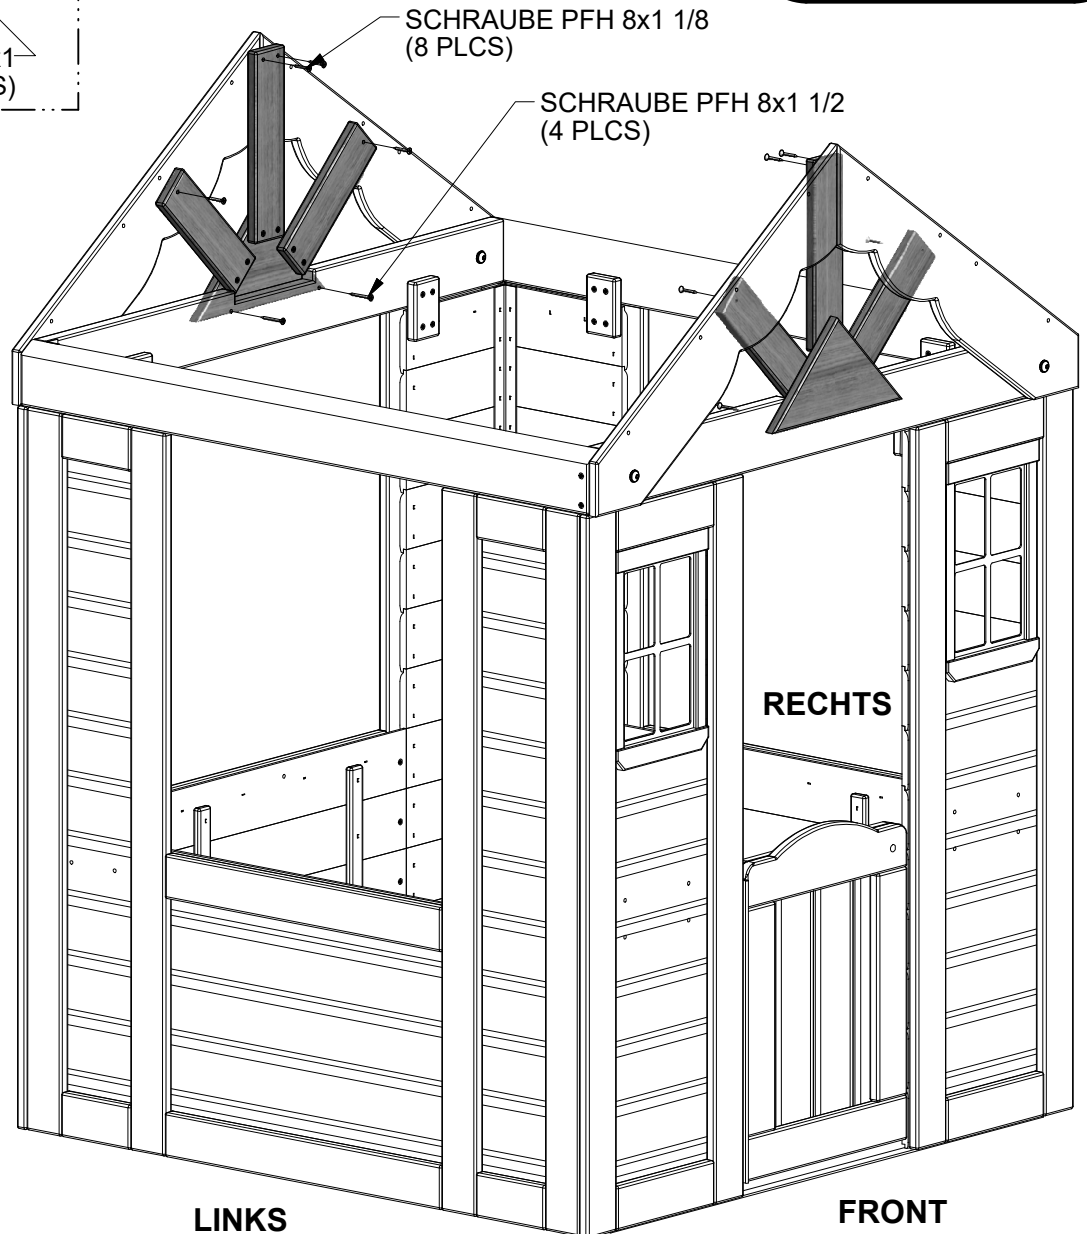 SCHRAUBE PFH 8x1 1/8
(8 PLCS)
SCHRAUBE PFH 8x1 1/2
(4 PLCS)
RECHTS
LINKS
FRONT